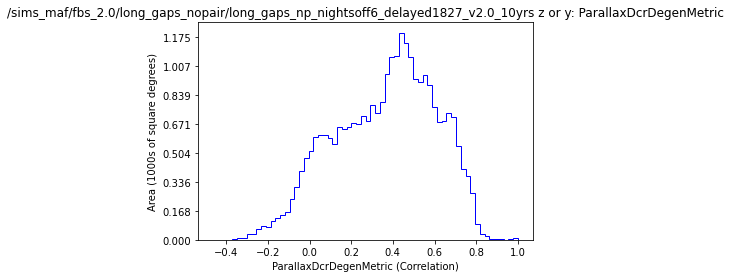 /sims_maf/fbs_2.0/long_gaps_nopair/long_gaps_np_nightsoff6_delayed1827_v2.0_10yrs z or y: ParallaxDcrDegenMetric
1.175
1.007
0.839
0.671
0.504
0.336
0.168
0.000
Area (1000s of square degrees)
−0.4 −0.2 0.0 0.2 0.4 0.6 0.8 1.0
ParallaxDcrDegenMetric (Correlation)